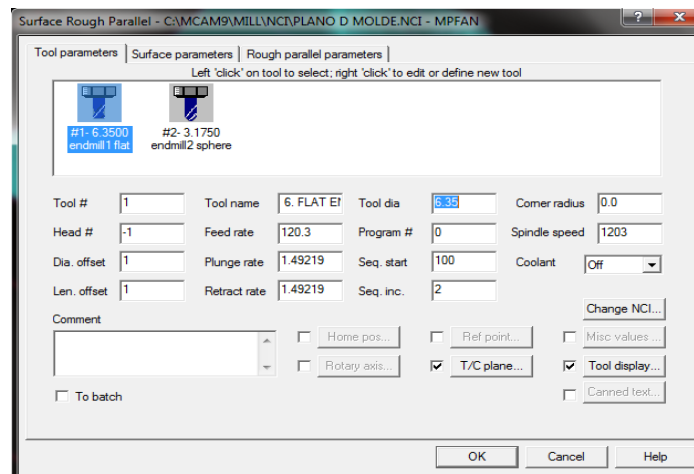 Surface Rough Parallel - C:\MCAM9\MILL\NCI\PLANO D MOLDE.NCI - MPFAN
Tool parameters Surface parameters Rough parallel parameters
Left 'click' on tool to select; right 'click' to edit or define new tool
#1- 6.3500 #2- 3.1750
endmill1 flat endmill2 sphere
Tool # 1 Tool name 6. FLAT Tool dia 6.35 Corner radius 0.0
Head # -1 Feed rate 120.3 Program # 0 Spindle speed 1203
Dia. offset 1 Plunge rate 1.49219 Seq. start 100 Coolant Off
Len. offset 1 Retract rate 1.49219 Seq. inc. 2
Change NCI...
Comment Home pos... Ref point... Misc values ...
Rotary axis... T/C plane... Tool display...
To batch Canned text...
OK Cancel Help